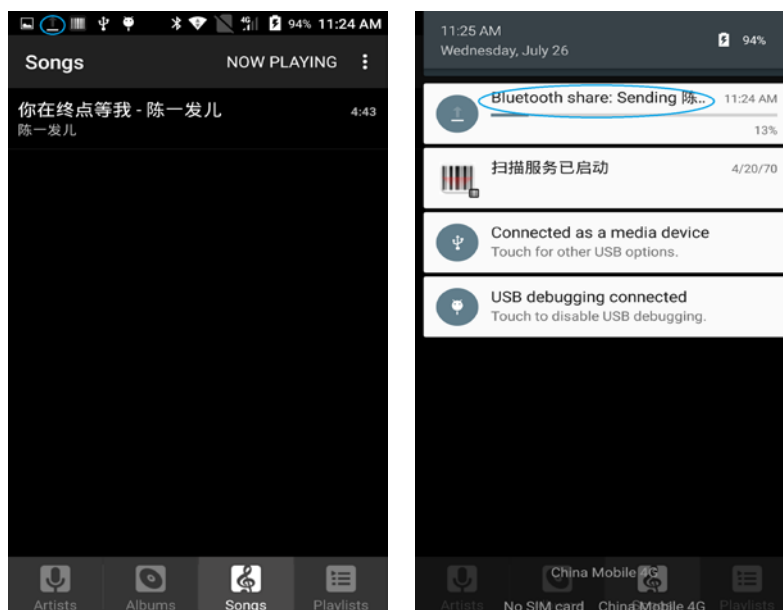 94% 11:24 AM
Songs NOW PLAYING
你在终点等我 - 陈一发儿 4:43
陈一发儿
Artists Albums Songs Playlists
11:25 AM
Wednesday, July 26 94%
Bluetooth share: Sending 陈.. 11:24 AM
13%
扫描服务已启动 4/20/70
Connected as a media device
Touch for other USB options.
USB debugging connected
Touch to disable USB debugging.
China Mobile 4G
Artists No SIM card China Mobile 4G Playlists